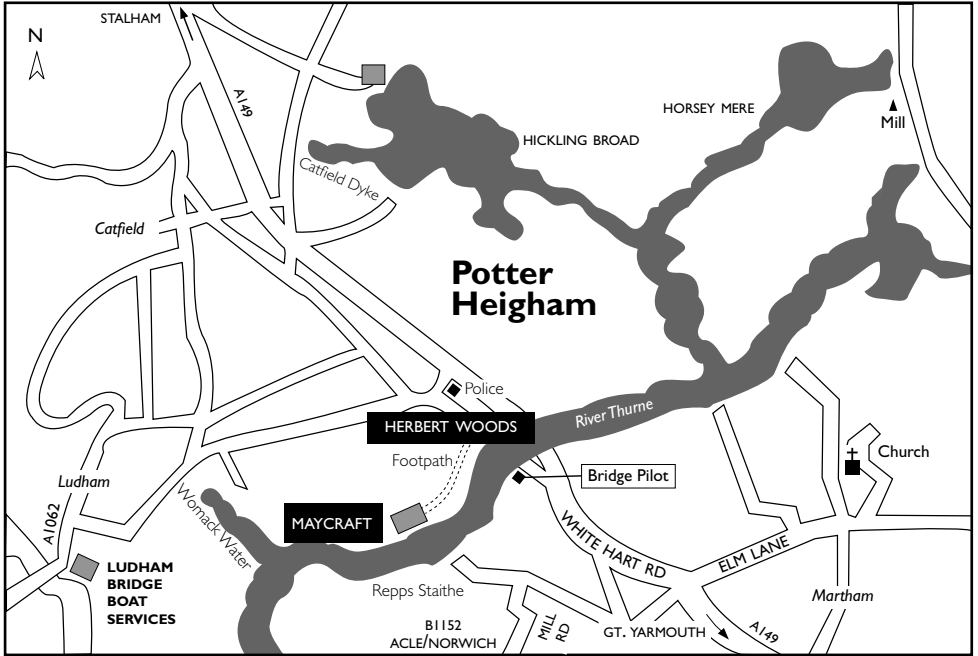 STALHAM
N
A149
HORSEY MERE
Mill
HICKLING BROAD
Catfield Dyke
Catfield
Potter
Heigham
Police
River Thurne
HERBERT WOODS
Footpath
Church
Bridge Pilot
Ludham
A1062
Womack Water
MAYCRAFT
WHITE HART RD
ELM LANE
LUDHAM
BRIDGE
BOAT
SERVICES
Repps Staithe
Martham
B1152
ACLE/NORWICH
MILL
RD
GT. YARMOUTH
A149